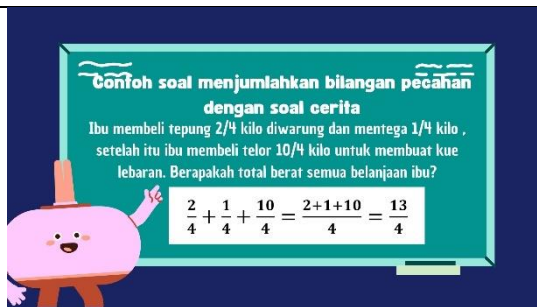 Contoh soal menjumlahkan bilangan pecahan
dengan soal cerita
Ibu membeli tepung 2/4 kilo diwarung dan mentega 1/4 kilo ,
setelah itu ibu membeli telor 10/4 kilo untuk membuat kue
lebaran. Berapakah total berat semua belanjaan ibu?
2/4 + 1/4 + 10/4 = 2+1+10/4 = 13/4